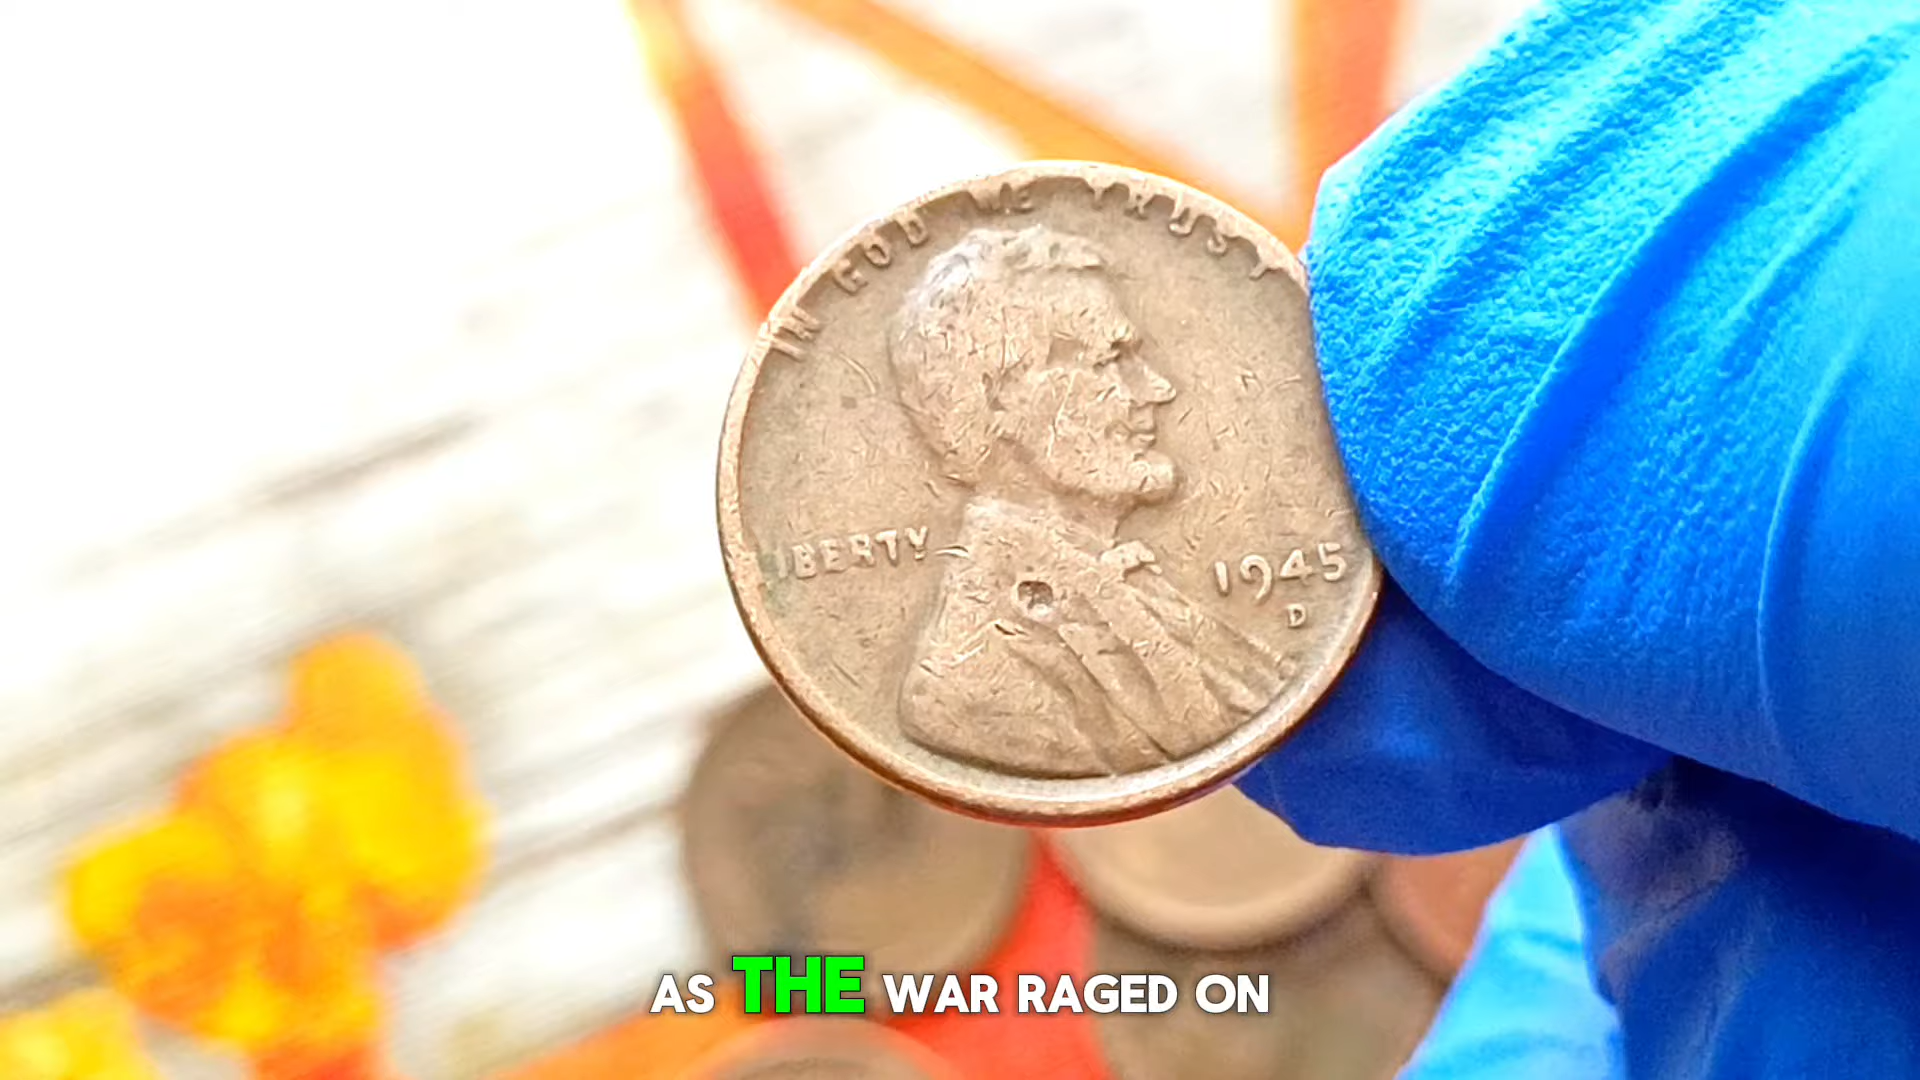 IN GOD WE TRUST
LIBERTY
1945
D
AS THE WAR RAGED ON